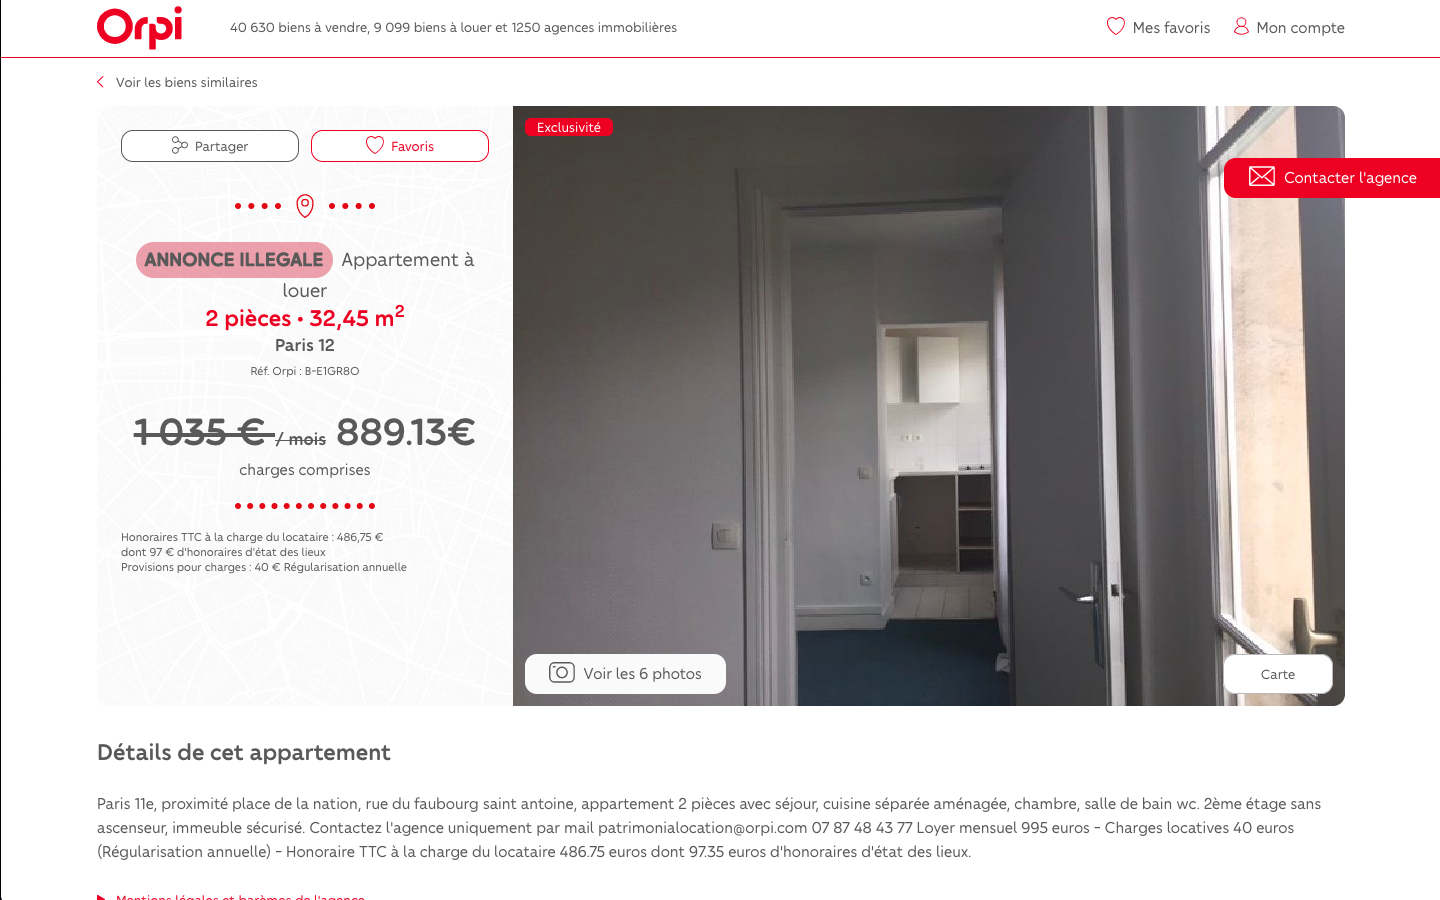 Orpi
40 630 biens à vendre, 9 099 biens à louer et 1250 agences immobilières
Mes favoris
Mon compte
Voir les biens similaires
Partager
Favoris
Exclusivité
Contacter l'agence
ANNONCE ILLEGALE Appartement à
louer
2 pièces • 32,45 m2
Paris 12
Réf. Orpi : B-E1GR8O
1 035 € / mois 889.13€
charges comprises
Honoraires TTC à la charge du locataire : 486,75 €
dont 97 € d'honoraires d'état des lieux
Provisions pour charges : 40 € Régularisation annuelle
Voir les 6 photos
Carte
Détails de cet appartement
Paris 11e, proximité place de la nation, rue du faubourg saint antoine, appartement 2 pièces avec séjour, cuisine séparée aménagée, chambre, salle de bain wc. 2ème étage sans
ascenseur, immeuble sécurisé. Contactez l'agence uniquement par mail patrimonialocation@orpi.com 07 87 48 43 77 Loyer mensuel 995 euros - Charges locatives 40 euros
(Régularisation annuelle) - Honoraire TTC à la charge du locataire 486.75 euros dont 97.35 euros d'honoraires d'état des lieux.
Mentions légales et barèmes de l'agence